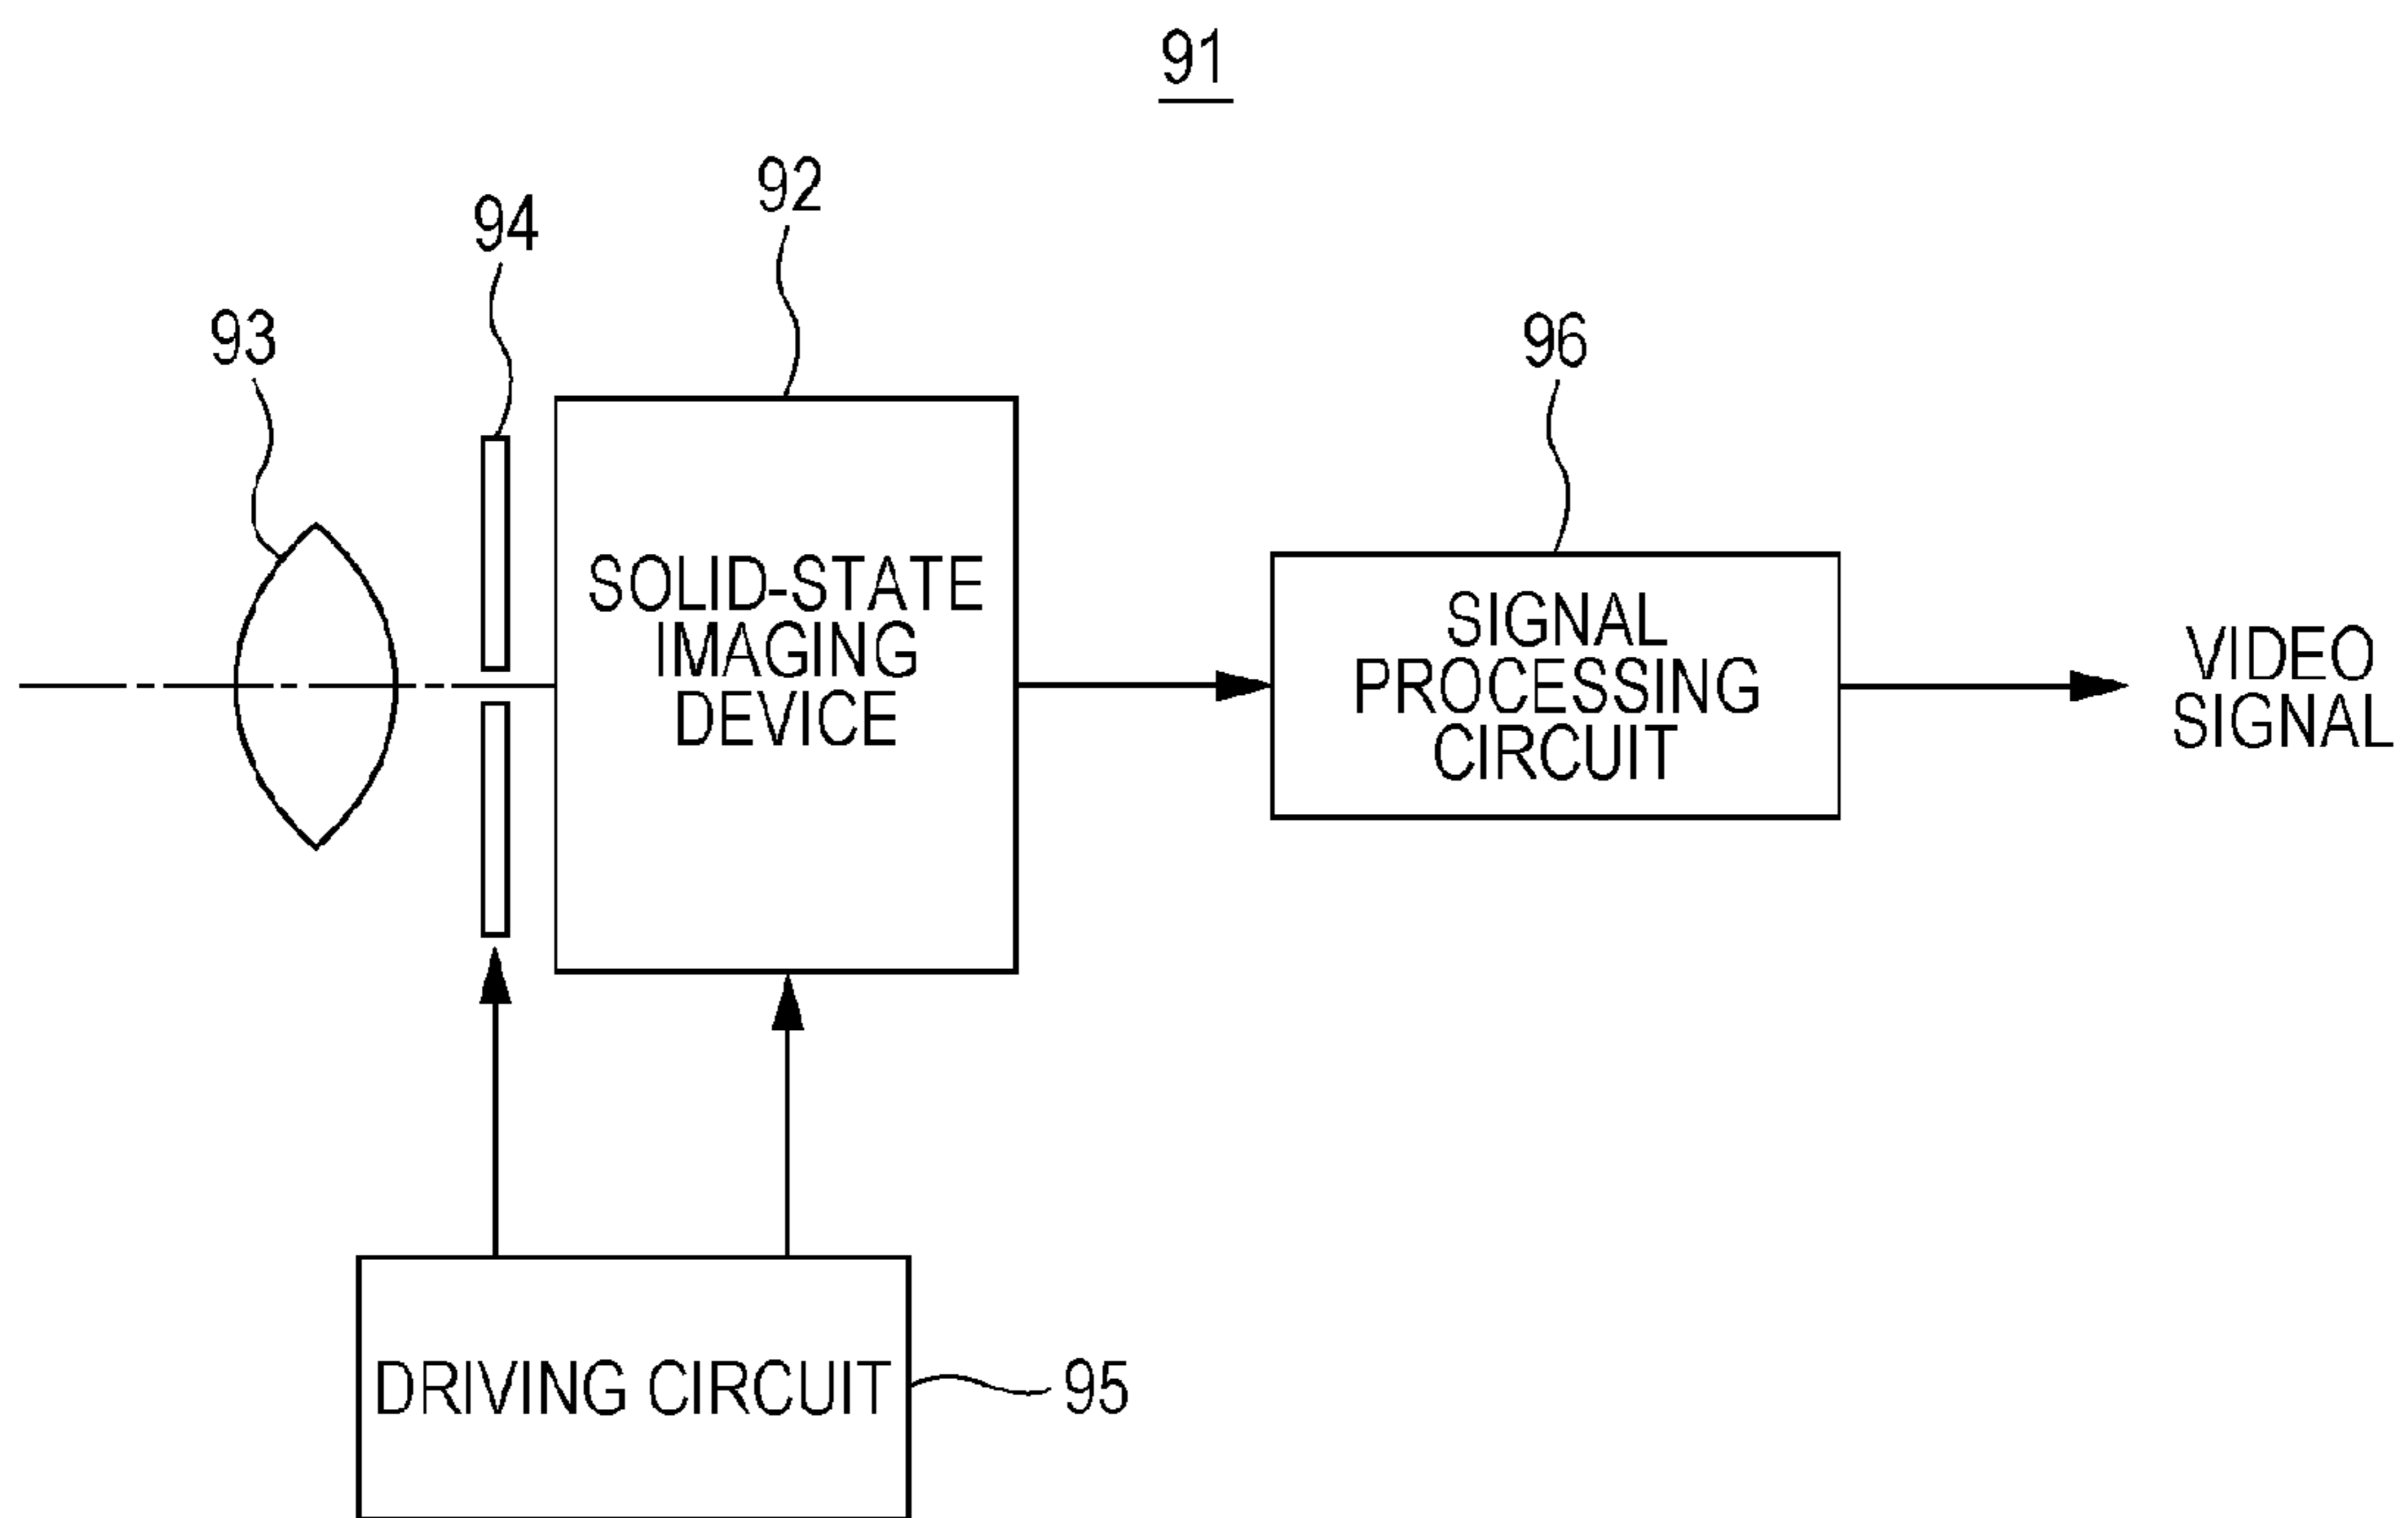 91
92
94
93
96
SOLID-STATE
IMAGING
DEVICE
SIGNAL
PROCESSING
CIRCUIT
VIDEO
SIGNAL
DRIVING CIRCUIT
95